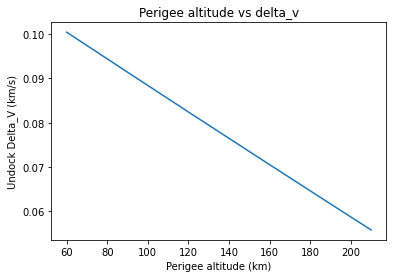 Perigee altitude vs delta_v
Undock Delta_V (km/s)
0.10
0.09
0.08
0.07
0.06
60 80 100 120 140 160 180 200
Perigee altitude (km)